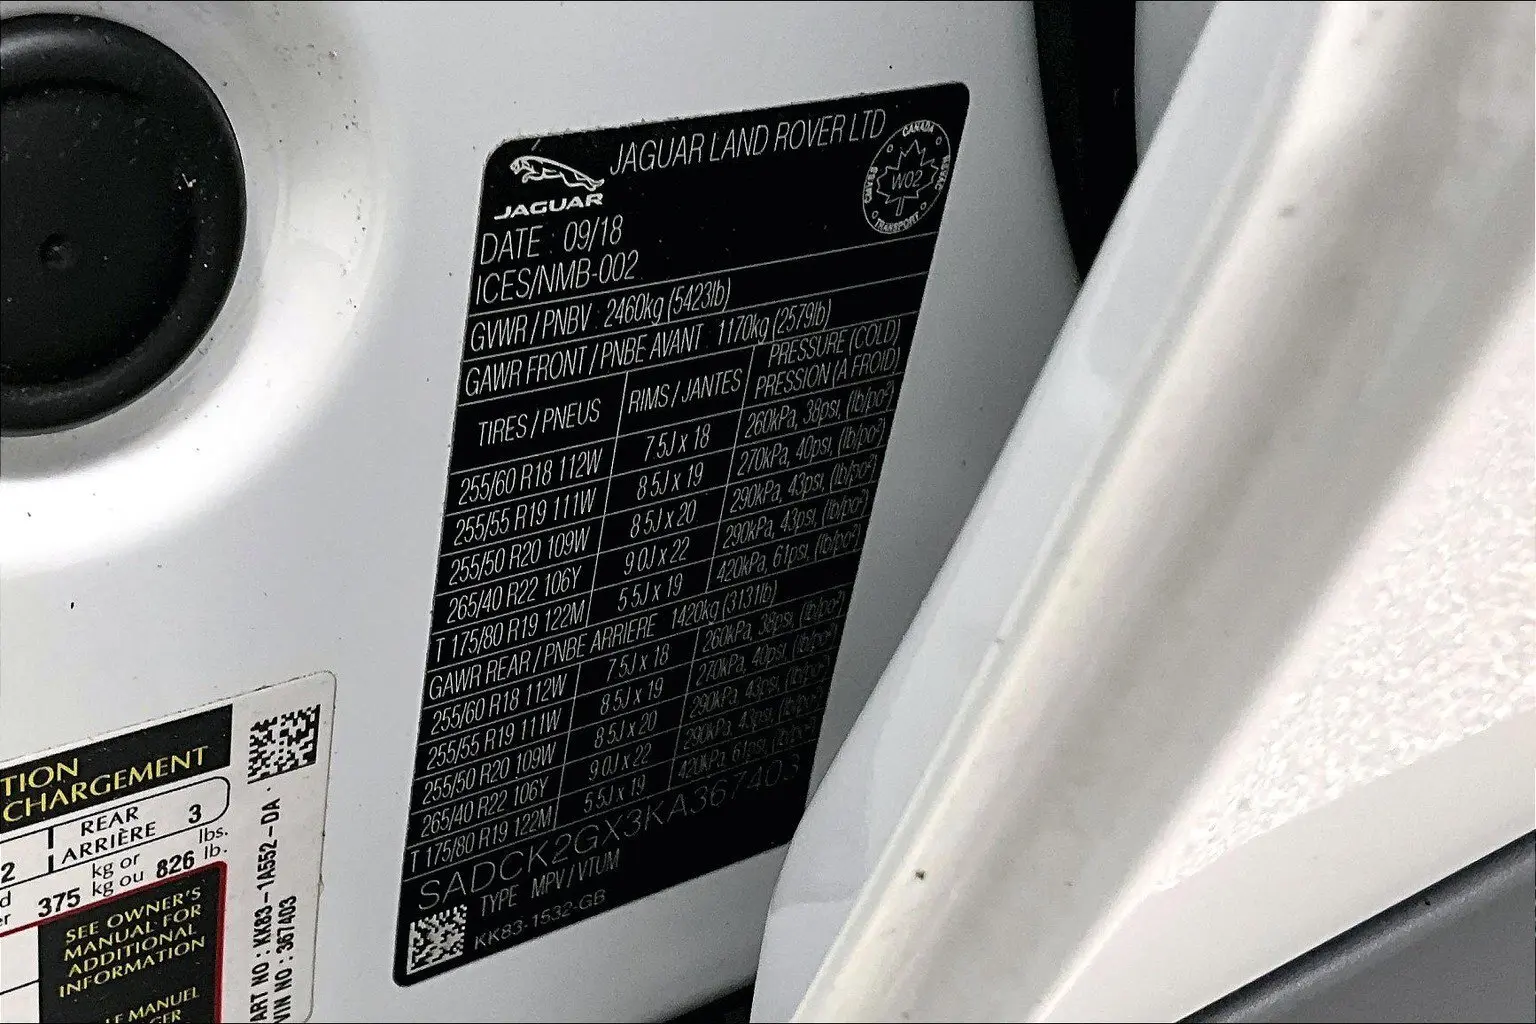 JAGUAR
JAGUAR LAND ROVER LTD
CANADA
W02
TRANSPORT
DATE : 09/18
ICES/NMB-002
GVWR / PNBV : 2460kg (5423lb)
GAWR FRONT / PNBE AVANT : 1170kg (2579lb)
TIRES / PNEUS RIMS / JANTES PRESSURE (COLD)
PRESSION (A FROID)
255/60 R18 112W 7.5J x 18 260kPa, 38psi, (lb/po²)
255/55 R19 111W 8.5J x 19 270kPa, 40psi, (lb/po²)
255/50 R20 109W 8.5J x 20 290kPa, 43psi, (lb/po²)
265/40 R22 106Y 9.0J x 22 290kPa, 43psi, (lb/po²)
T 175/80 R19 122M 5.5J x 19 420kPa, 61psi, (lb/po²)
GAWR REAR / PNBE ARRIERE 1420kg (3131lb)
255/60 R18 112W 7.5J x 18 260kPa, 38psi, (lb/po²)
255/55 R19 111W 8.5J x 19 270kPa, 40psi, (lb/po²)
255/50 R20 109W 8.5J x 20 290kPa, 43psi, (lb/po²)
265/40 R22 106Y 9.0J x 22 290kPa, 43psi, (lb/po²)
T 175/80 R19 122M 5.5J x 19 420kPa, 61psi, (lb/po²)
SADCK2GX3KA367403
TYPE MPV / VTUM
KK83-1532-GB
TION
CHARGEMENT
2 REAR
ARRIÈRE 3
375 kg or
kg ou 826 lbs.
lb.
SEE OWNER'S
MANUAL FOR
ADDITIONAL
INFORMATION
LE MANUEL
ART NO : KK83-1A552-DA
VIN NO : 367403